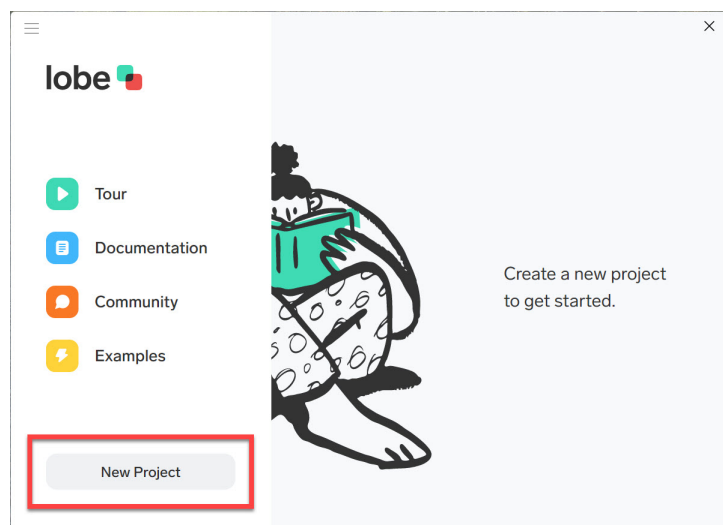 lobe
Tour
Documentation
Community
Examples
New Project
Create a new project
to get started.